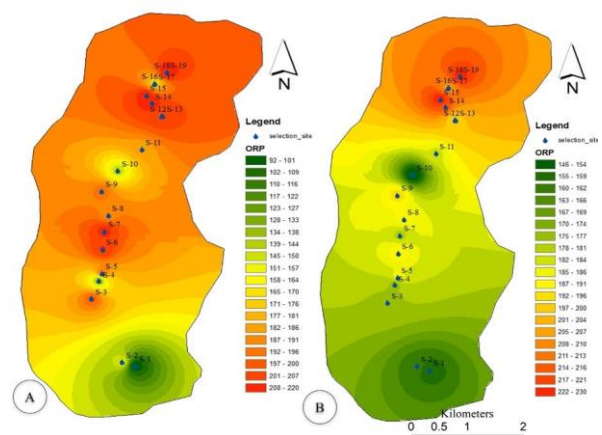 S-18 S-19
S-16 S-17
S-15
S-14
S-12 S-13
S-11
S-10
S-9
S-8
S-7
S-6
S-5
S-4
S-3
S-2 S-1
A
N
Legend
selection_site
ORP
92 - 101
102 - 109
110 - 116
117 - 122
123 - 127
128 - 133
134 - 138
139 - 144
145 - 150
151 - 157
158 - 164
165 - 170
171 - 176
177 - 181
182 - 186
187 - 191
192 - 196
197 - 200
201 - 207
208 - 220
S-18 S-19
S-16 S-17
S-15
S-14
S-12 S-13
S-11
S-10
S-9
S-8
S-7
S-6
S-5
S-4
S-3
S-2
S-1
B
N
Legend
selection_site
ORP
146 - 154
155 - 159
160 - 162
163 - 166
167 - 169
170 - 174
175 - 177
178 - 181
182 - 184
185 - 186
187 - 191
192 - 196
197 - 200
201 - 204
205 - 207
208 - 210
211 - 213
214 - 216
217 - 221
222 - 230
Kilometers
0 0.5 1 2